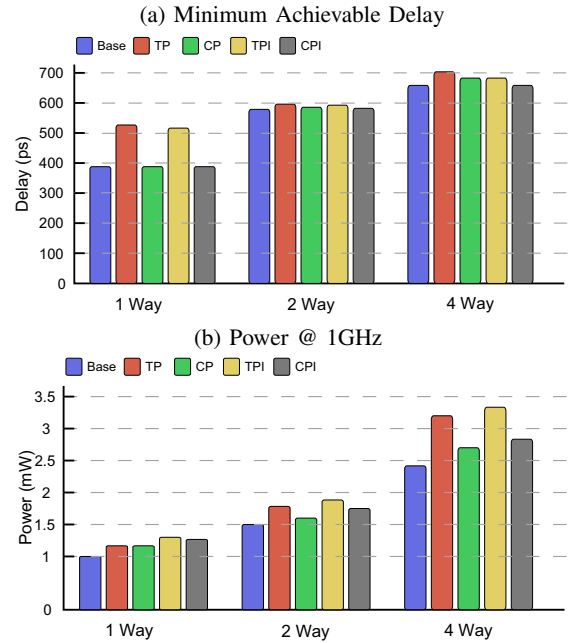 (a) Minimum Achievable Delay
Base TP CP TPI CPI
700
600
500
400
300
200
100
0
Delay (ps)
1 Way 2 Way 4 Way
(b) Power @ 1GHz
Base TP CP TPI CPI
3.5
3
2.5
2
1.5
1
0
Power (mW)
1 Way 2 Way 4 Way